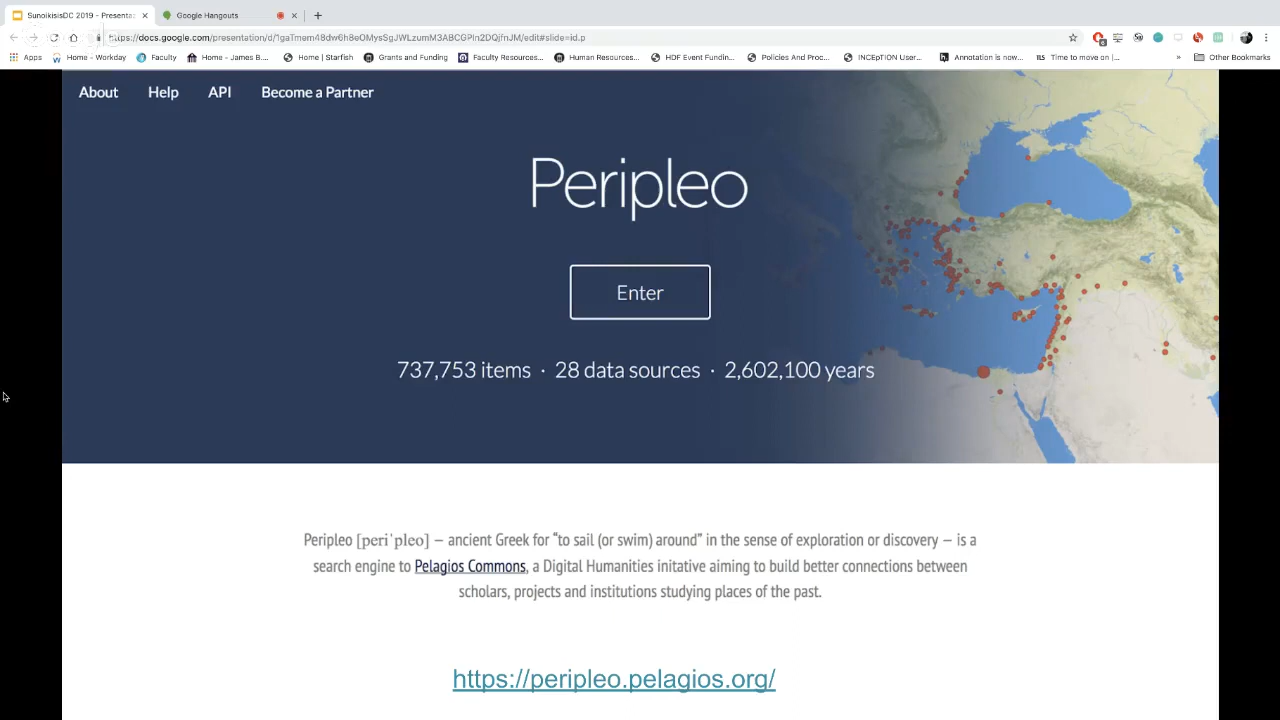 SunoikisisDC 2019 - Presenta
Google Hangouts
https://docs.google.com/presentation/d/1gaTmem48dw6h8eOMysSgJWLzumM3ABCGPln2DQjfnJM/edit#slide=id.p
Apps
Home - Workday
Faculty
Home - James B...
Home | Starfish
Grants and Funding
Faculty Resources...
Human Resources...
HDF Event Fundin...
Policies And Proc...
INCEpTION User...
Annotation is now...
TLS Time to move on |...
»
Other Bookmarks
About
Help
API
Become a Partner
Peripleo
Enter
737,753 items · 28 data sources · 2,602,100 years
Peripleo [periˈpleo] – ancient Greek for “to sail (or swim) around” in the sense of exploration or discovery – is a
search engine to Pelagios Commons, a Digital Humanities initative aiming to build better connections between
scholars, projects and institutions studying places of the past.
https://peripleo.pelagios.org/